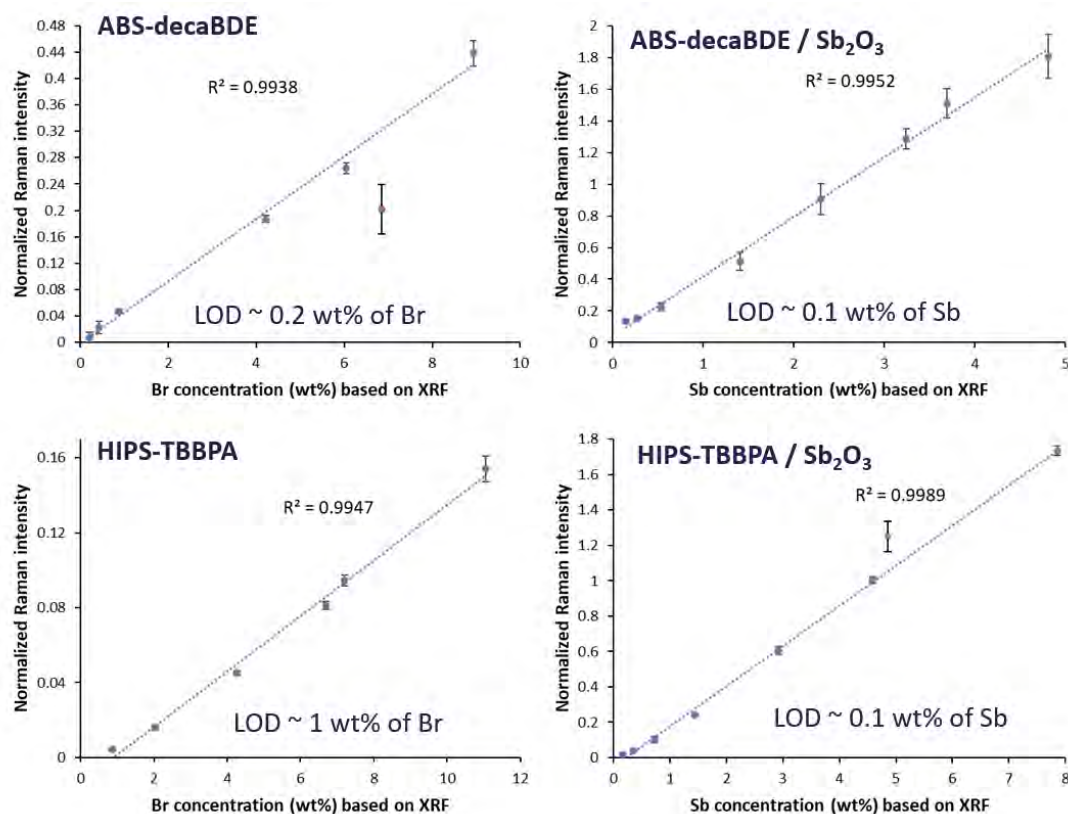 ABS-decaBDE
R² = 0.9938
LOD ~ 0.2 wt% of Br
Normalized Raman intensity
0.48
0.44
0.4
0.36
0.32
0.28
0.24
0.2
0.16
0.12
0.08
0.04
0
0 2 4 6 8 10
Br concentration (wt%) based on XRF
ABS-decaBDE / Sb₂O₃
R² = 0.9952
LOD ~ 0.1 wt% of Sb
Normalized Raman intensity
2
1.8
1.6
1.4
1.2
1
0.8
0.6
0.4
0.2
0
0 1 2 3 4 5
Sb concentration (wt%) based on XRF
HIPS-TBBPA
R² = 0.9947
LOD ~ 1 wt% of Br
Normalized Raman intensity
0.16
0.12
0.08
0.04
0
0 2 4 6 8 10 12
Br concentration (wt%) based on XRF
HIPS-TBBPA / Sb₂O₃
R² = 0.9989
LOD ~ 0.1 wt% of Sb
Normalized Raman intensity
1.8
1.6
1.4
1.2
1
0.8
0.6
0.4
0.2
0
0 1 2 3 4 5 6 7 8
Sb concentration (wt%) based on XRF